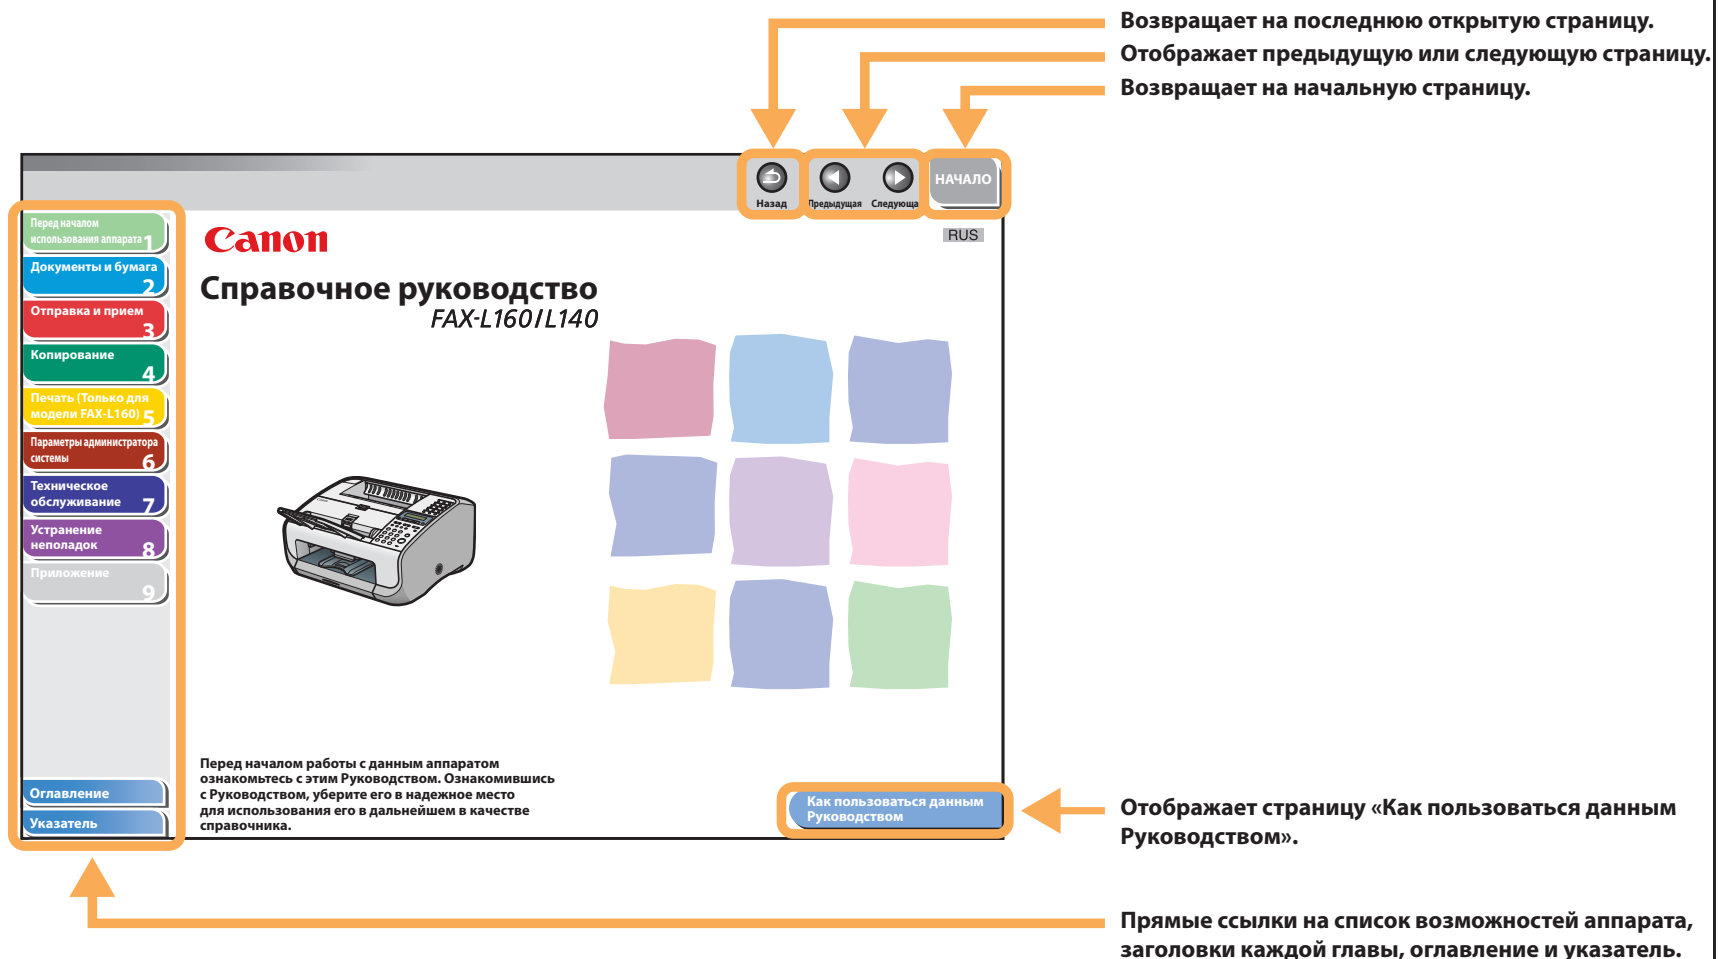 Возвращает на последнюю открытую страницу.
Отображает предыдущую или следующую страницу.
Возвращает на начальную страницу.
Назад
Предыдущая
Следующа
НАЧАЛО
Перед началом
использования аппарата 1
Документы и бумага
2
Отправка и прием
3
Копирование
4
Печать (Только для
модели FAX-L160) 5
Параметры администратора
системы 6
Техническое
обслуживание 7
Устранение
неполадок 8
Приложение
9
Оглавление
Указатель
Canon
RUS
Справочное руководство
FAX-L160/L140
Перед началом работы с данным аппаратом
ознакомьтесь с этим Руководством. Ознакомившись
с Руководством, уберите его в надежное место
для использования его в дальнейшем в качестве
справочника.
Как пользоваться данным
Руководством
Отображает страницу «Как пользоваться данным
Руководством».
Прямые ссылки на список возможностей аппарата,
заголовки каждой главы, оглавление и указатель.